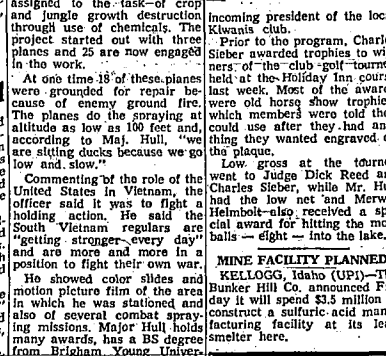 assigned to the task of crop
and jungle growth destruction
through use of chemicals. The
project started out with three
planes and 25 are now engaged
in the work.
At one time 18 of these planes
were grounded for repair be-
cause of enemy ground fire.
The planes do the spraying at
altitude as low as 100 feet and,
according to Maj. Hull, "we
are sitting ducks because we go
low and slow."
Commenting of the role of the
United States in Vietnam, the
officer said it was to fight a
holding action. He said the
South Vietnam regulars are
"getting stronger every day"
and are more and more in a
position to fight their own war.
He showed color slides and
motion picture film of the area
in which he was stationed and
also of several combat spray-
ing missions. Major Hull holds
many awards, has a BS degree
from Brigham Young Univer-
incoming president of the loc
Kiwanis club.
Prior to the program, Charl
Sieber awarded trophies to wi
ners of the club golf tourn
held at the Holiday Inn cours
last week. Most of the awar
were old horse show trophie
which members were told the
could use after they had an
thing they wanted engraved o
the plaque.
Low gross at the tourn
went to Judge Dick Reed a
Charles Sieber, while Mr. H
had the low net and Merw
Helmbolt also received a sp
cial award for hitting the mo
balls — eight — into the lake.
MINE FACILITY PLANNED
KELLOGG, Idaho (UPI)—T
Bunker Hill Co. announced F
day it will spend $3.5 million
construct a sulfuric acid man
facturing facility at its lea
smelter here.